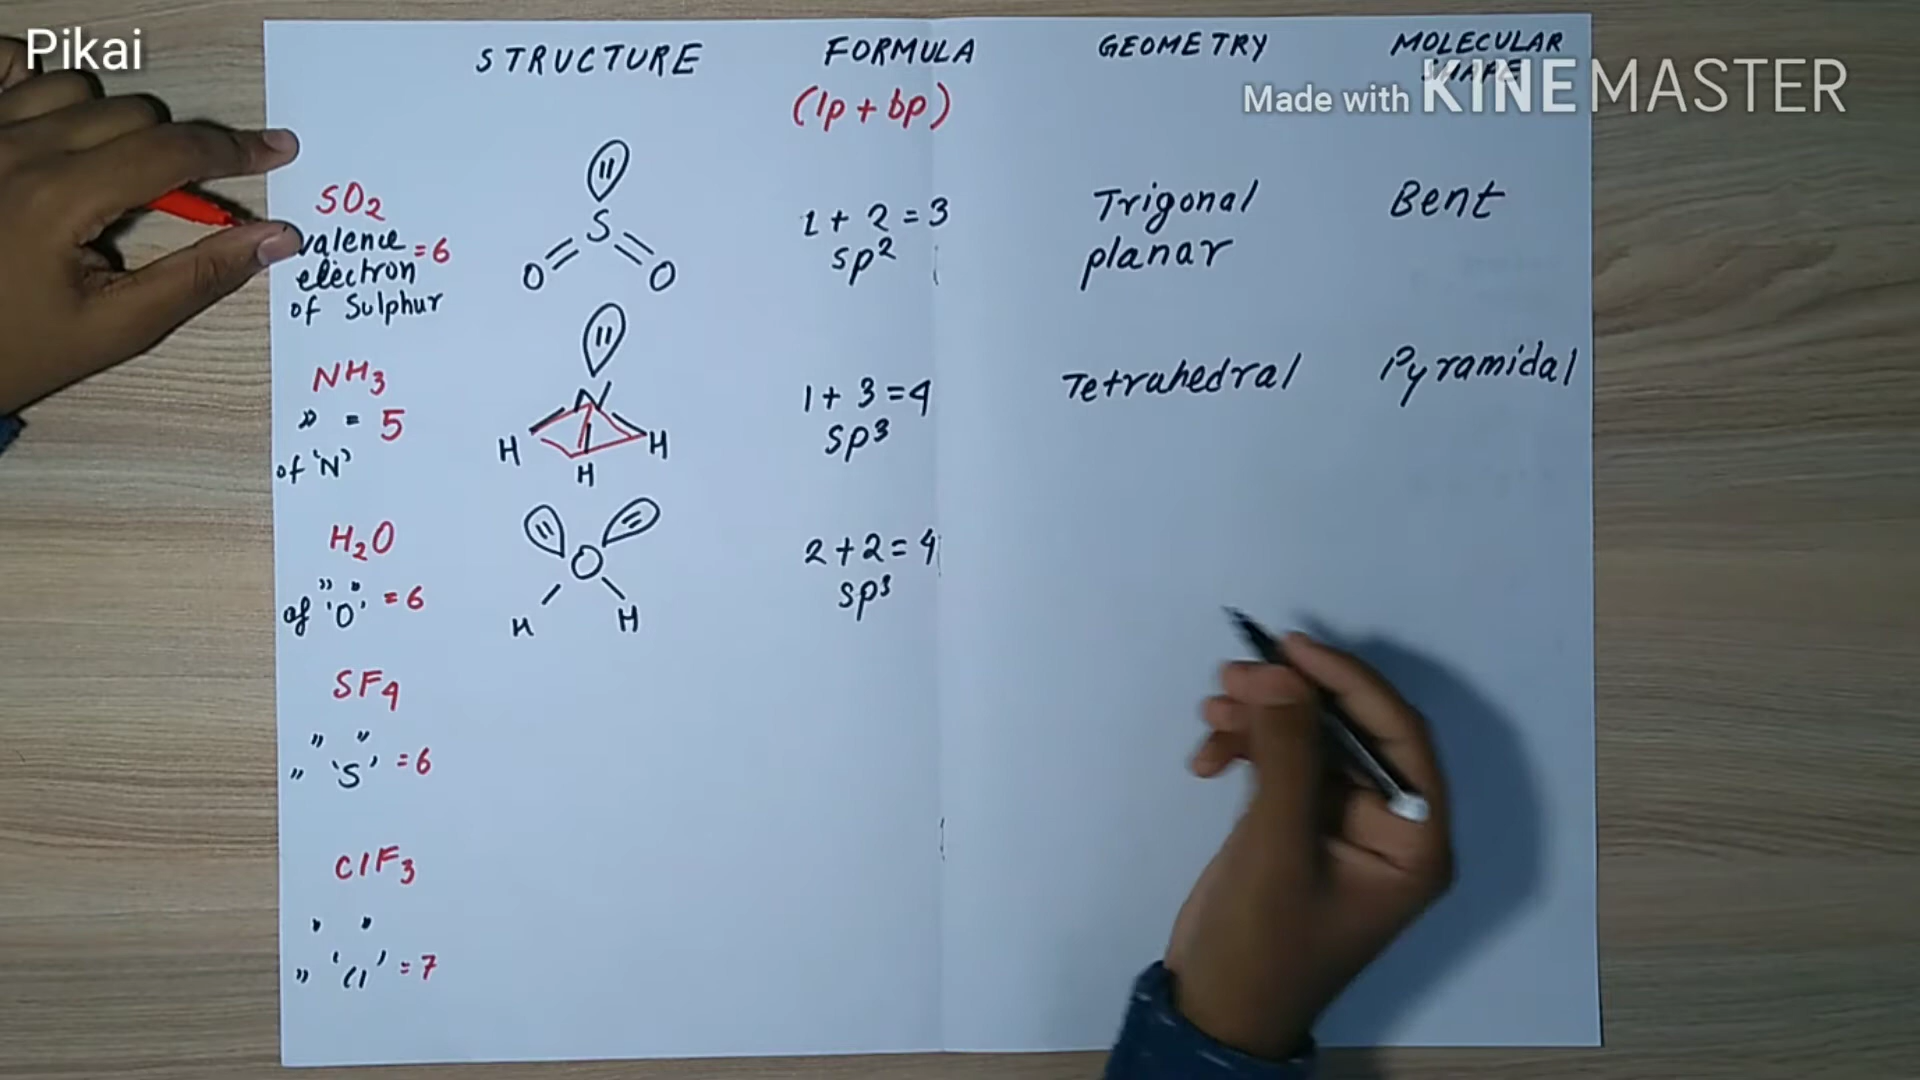 Pikai
STRUCTURE FORMULA GEOMETRY MOLECULAR
(lp + bp)
Made with KINEMASTER
SO2
valence = 6
electron
of Sulphur
S
O O
1 + 2 = 3
sp2
Trigonal
planar
Bent
NH3
" = 5
of 'N'
N
H H
H
1 + 3 = 4
sp3
Tetrahedral
Pyramidal
H2O
" "
of 'O' = 6
O
H H
2 + 2 = 4
sp3
SF4
" "
" 'S' = 6
ClF3
" "
" 'Cl' = 7